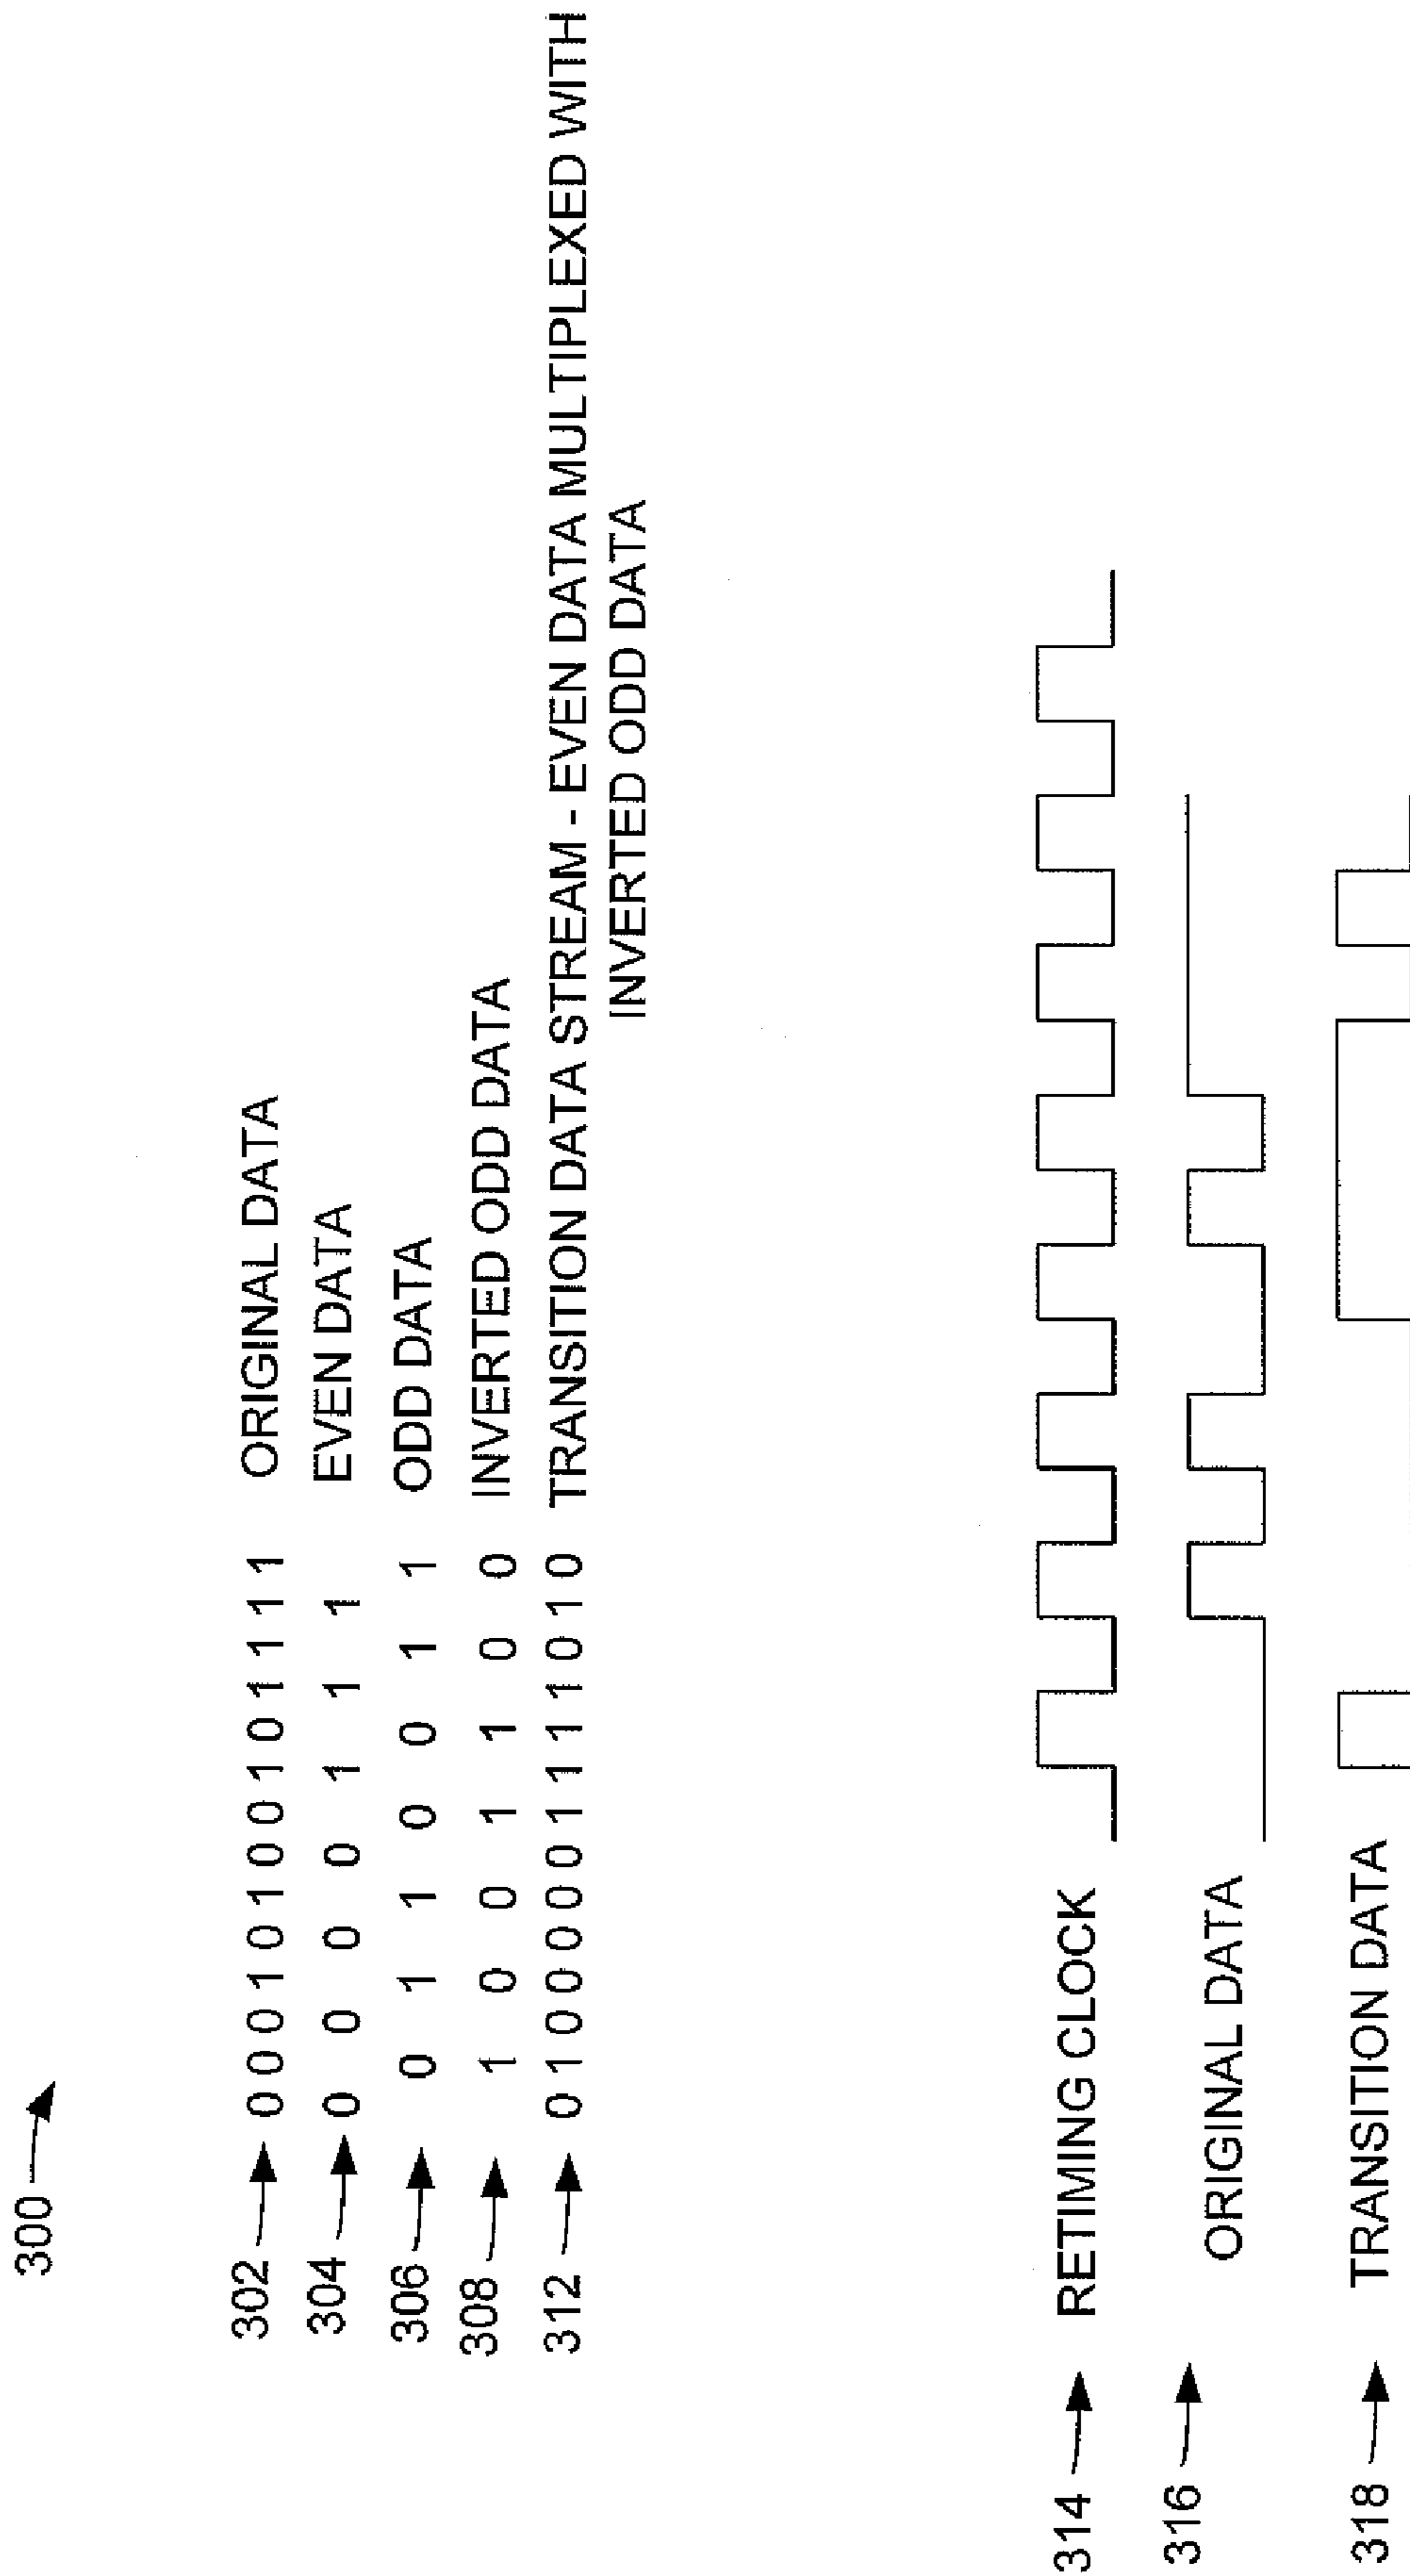 300
302 0 0 0 1 0 1 0 0 1 0 1 1 1 1 ORIGINAL DATA
304 0 0 0 0 1 1 1 EVEN DATA
306 0 1 1 0 0 1 1 ODD DATA
308 1 0 0 1 1 0 0 INVERTED ODD DATA
312 0 1 0 0 0 0 0 1 1 1 1 0 1 0 TRANSITION DATA STREAM - EVEN DATA MULTIPLEXED WITH
INVERTED ODD DATA
314 RETIMING CLOCK
316 ORIGINAL DATA
318 TRANSITION DATA